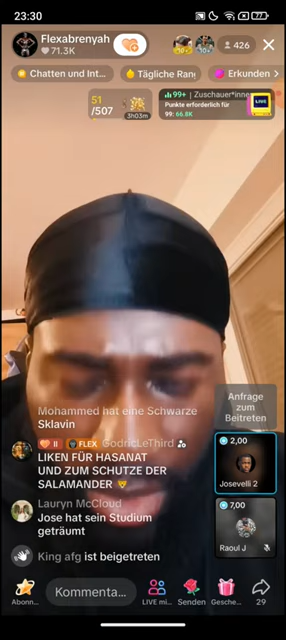 23:30
77
Flexabrenyah
71.3K
426
Chatten und Int...
Tägliche Rang
Erkunden >
51
/507
3h03m
99+ | Zuschauer*inne
Punkte erforderlich für
99: 66.8K
LIVE
Mohammed hat eine Schwarze
Sklavin
II FLEX GodricLeThird
LIKEN FÜR HASANAT
UND ZUM SCHUTZE DER
SALAMANDER
Lauryn McCloud
Jose hat sein Studium
geträumt
King afg ist beigetreten
Anfrage
zum
Beitreten
2,00
Josevelli 2
7,00
Raoul J
Kommenta...
Abonn...
LIVE mi...
Senden
Gesche...
29